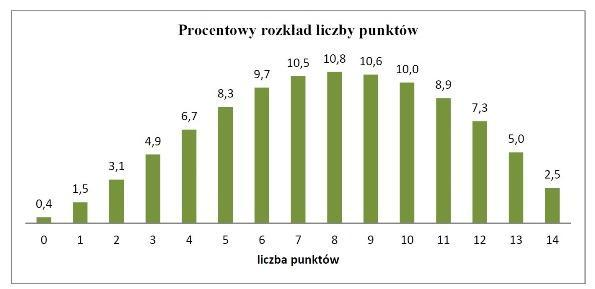 Procentowy rozkład liczby punktów
0,4 1,5 3,1 4,9 6,7 8,3 9,7 10,5 10,8 10,6 10,0 8,9 7,3 5,0 2,5
0 1 2 3 4 5 6 7 8 9 10 11 12 13 14
liczba punktów